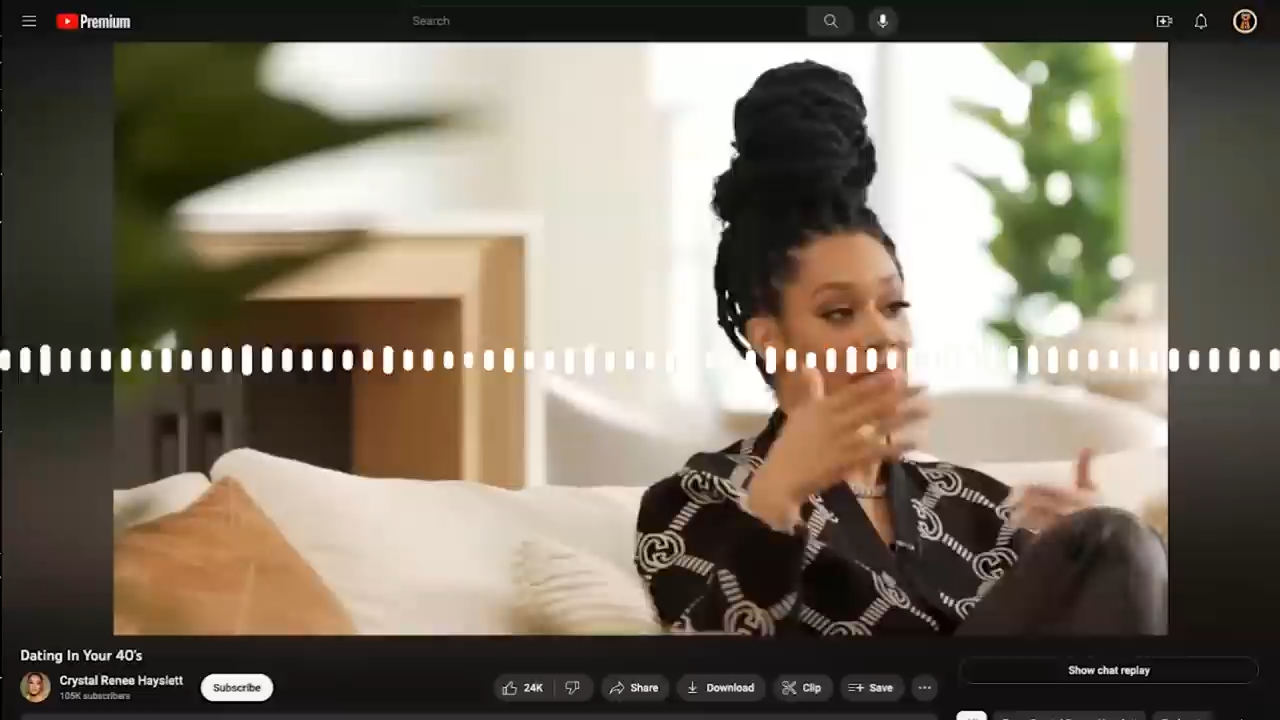 Premium
Search
Dating In Your 40's
Crystal Renee Hayslett
105K subscribers
Subscribe
24K
Share
Download
Clip
Save
Show chat replay